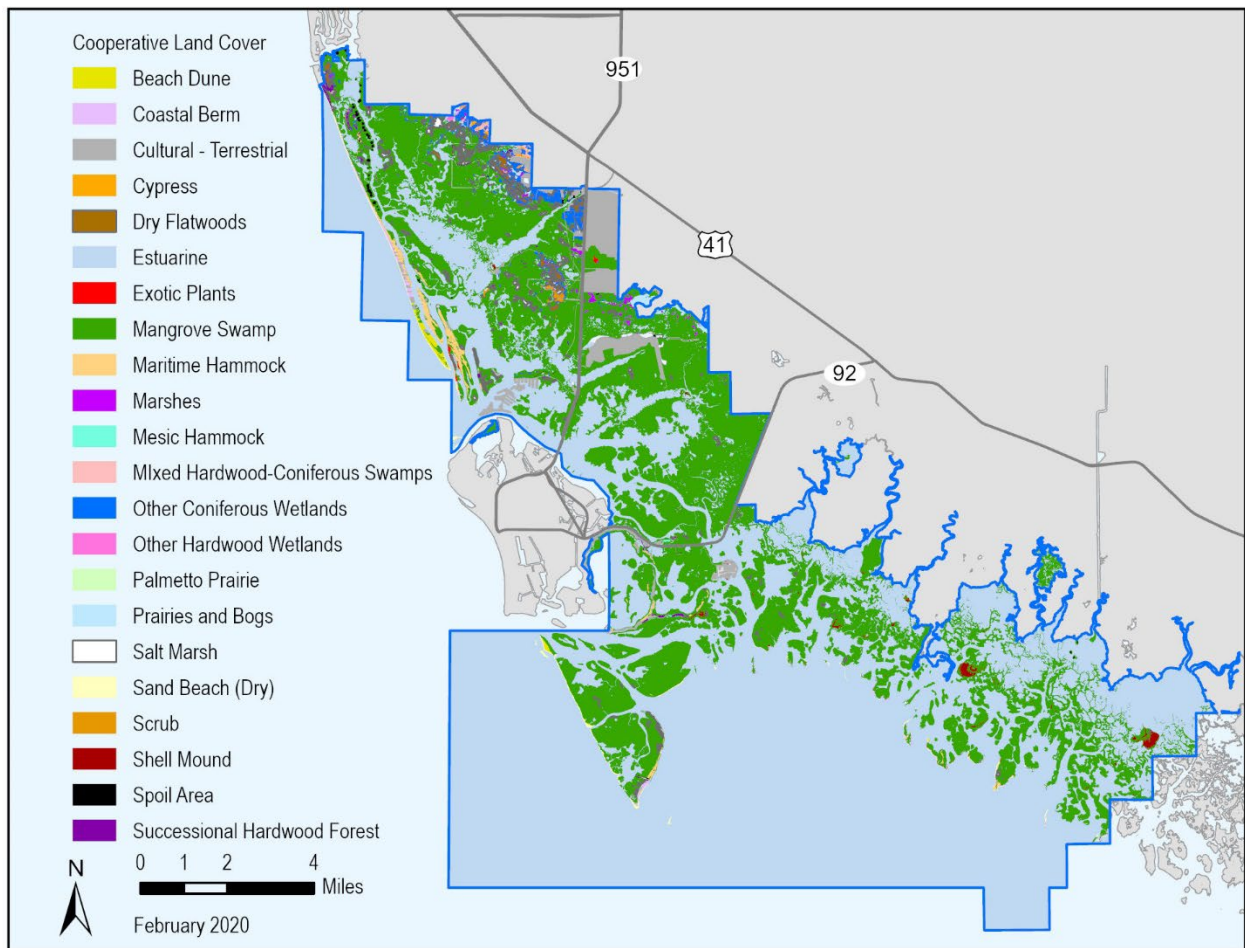 Cooperative Land Cover
Beach Dune
Coastal Berm
Cultural - Terrestrial
Cypress
Dry Flatwoods
Estuarine
Exotic Plants
Mangrove Swamp
Maritime Hammock
Marshes
Mesic Hammock
MIxed Hardwood-Coniferous Swamps
Other Coniferous Wetlands
Other Hardwood Wetlands
Palmetto Prairie
Prairies and Bogs
Salt Marsh
Sand Beach (Dry)
Scrub
Shell Mound
Spoil Area
Successional Hardwood Forest
N
0 1 2 4
Miles
February 2020
951
41
92